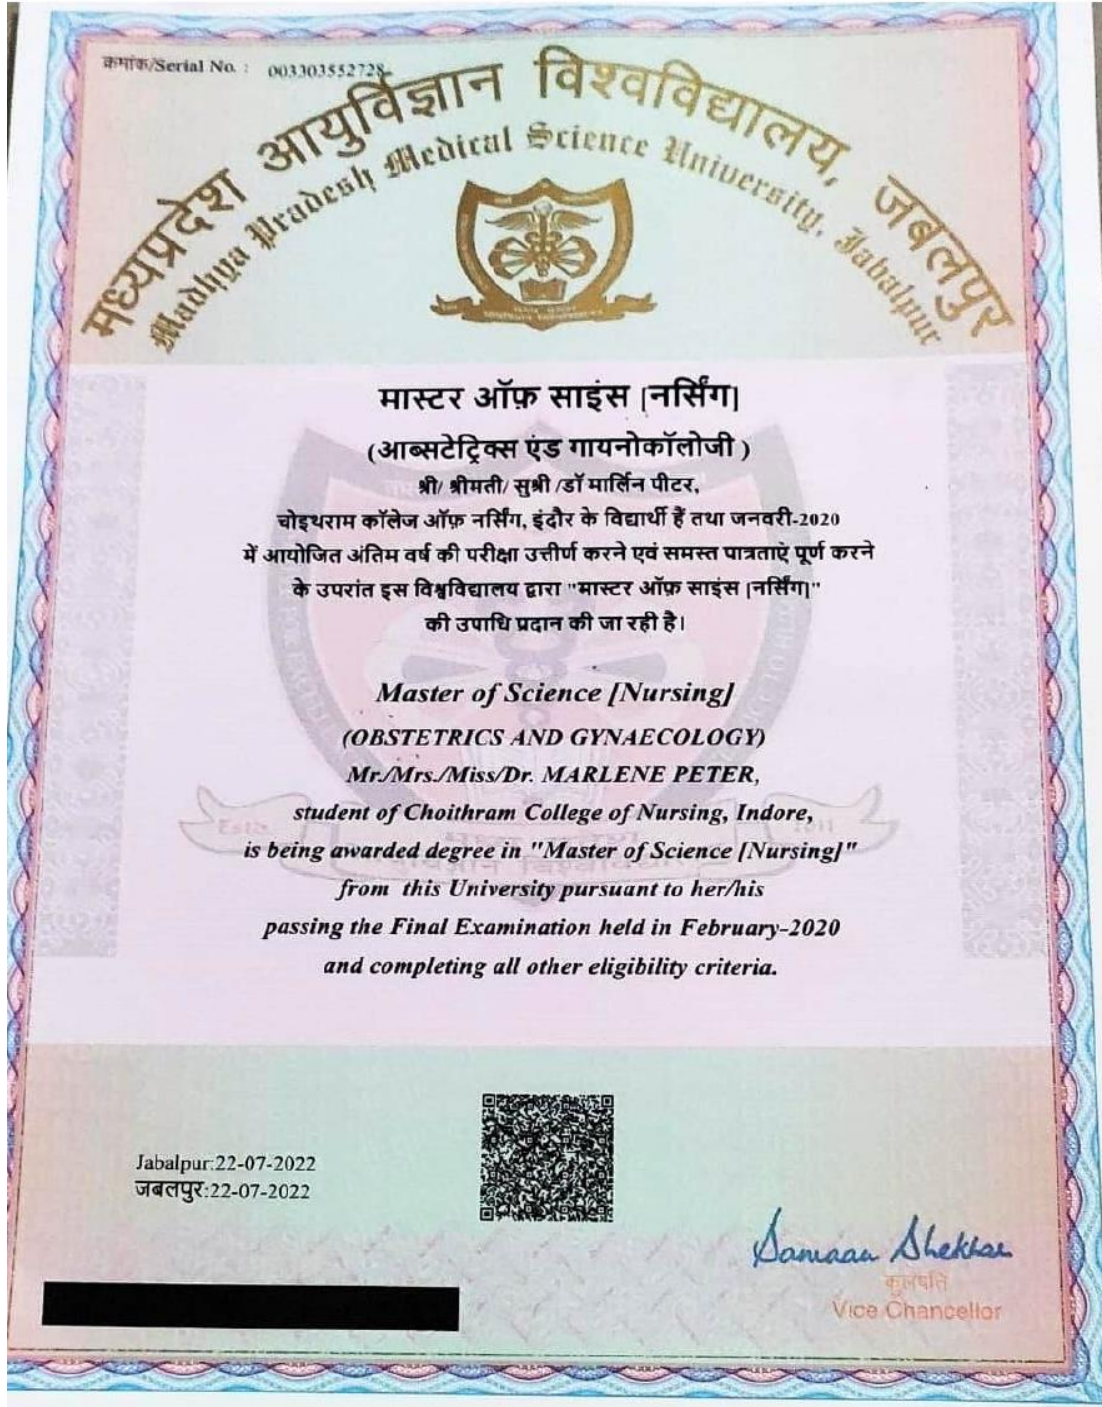 क्रमांक/Serial No. : 003303552728
मध्यप्रदेश आयुर्विज्ञान विश्वविद्यालय, जबलपुर
Madhya Pradesh Medical Science University, Jabalpur
मास्टर ऑफ़ साइंस [नर्सिंग]
(आब्सटेट्रिक्स एंड गायनोकॉलोजी )
श्री/ श्रीमती/ सुश्री /डॉ मार्लिन पीटर,
चोइथराम कॉलेज ऑफ़ नर्सिंग, इंदौर के विद्यार्थी हैं तथा जनवरी-2020
में आयोजित अंतिम वर्ष की परीक्षा उत्तीर्ण करने एवं समस्त पात्रताएं पूर्ण करने
के उपरांत इस विश्वविद्यालय द्वारा "मास्टर ऑफ़ साइंस [नर्सिंग]"
की उपाधि प्रदान की जा रही है।
Master of Science [Nursing]
(OBSTETRICS AND GYNAECOLOGY)
Mr./Mrs./Miss/Dr. MARLENE PETER,
student of Choithram College of Nursing, Indore,
is being awarded degree in "Master of Science [Nursing]"
from this University pursuant to her/his
passing the Final Examination held in February-2020
and completing all other eligibility criteria.
Estb. 2011
Jabalpur:22-07-2022
जबलपुर:22-07-2022
Shekhar
कुलपति
Vice Chancellor